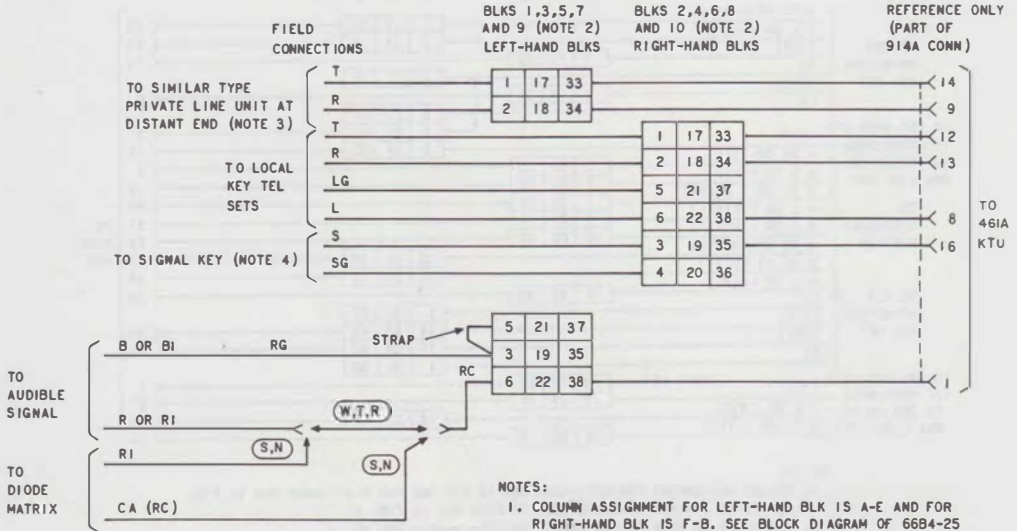 BLKS 1,3,5,7
AND 9 (NOTE 2)
LEFT-HAND BLKS
BLKS 2,4,6,8
AND 10 (NOTE 2)
RIGHT-HAND BLKS
REFERENCE ONLY
(PART OF
914A CONN)
FIELD
CONNECTIONS
TO SIMILAR TYPE
PRIVATE LINE UNIT AT
DISTANT END (NOTE 3)
T
1 17 33
14
R
2 18 34
9
TO LOCAL
KEY TEL
SETS
T
1 17 33
12
R
2 18 34
13
LG
5 21 37
L
6 22 38
8
TO SIGNAL KEY (NOTE 4)
S
3 19 35
16
SG
4 20 36
TO
461A
KTU
STRAP
5 21 37
B OR B1 RG
3 19 35
RC
6 22 38
1
TO
AUDIBLE
SIGNAL
R OR R1
W,T,R
S,N
S,N
TO
DIODE
MATRIX
R1
CA (RC)
NOTES:
1. COLUMN ASSIGNMENT FOR LEFT-HAND BLK IS A-E AND FOR
RIGHT-HAND BLK IS F-B. SEE BLOCK DIAGRAM OF 66B4-25